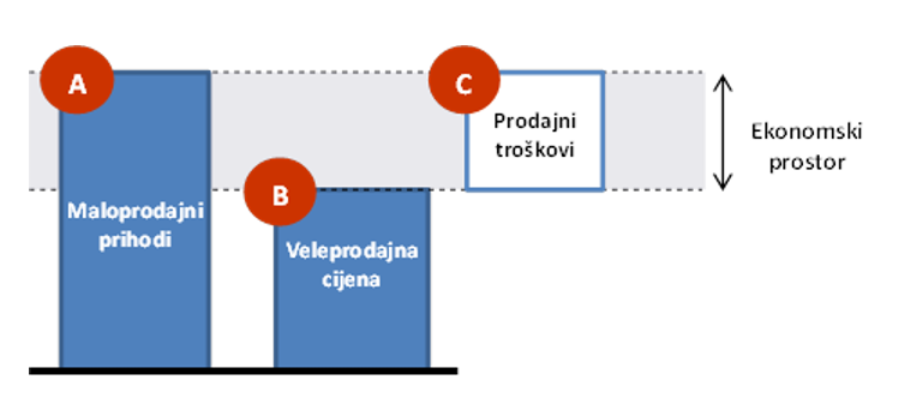 A
Maloprodajni
prihodi
B
Veleprodajna
cijena
C
Prodajni
troškovi
Ekonomski
prostor